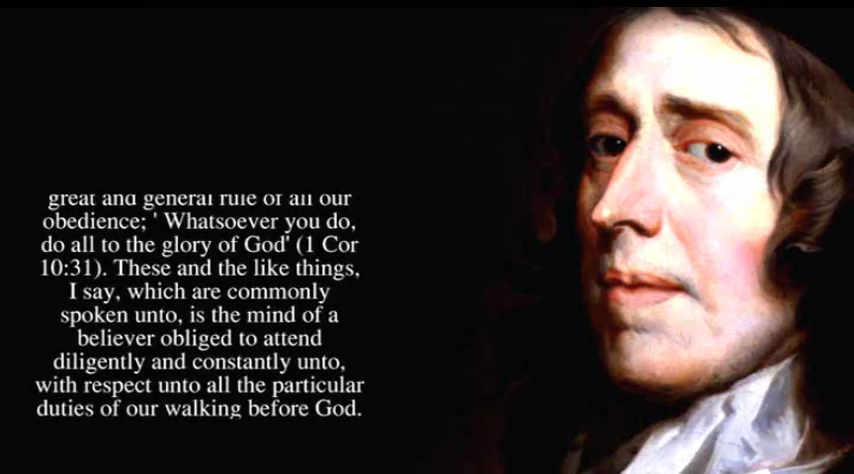 great and general rule of all our
obedience; ' Whatsoever you do,
do all to the glory of God' (1 Cor
10:31). These and the like things,
I say, which are commonly
spoken unto, is the mind of a
believer obliged to attend
diligently and constantly unto,
with respect unto all the particular
duties of our walking before God.